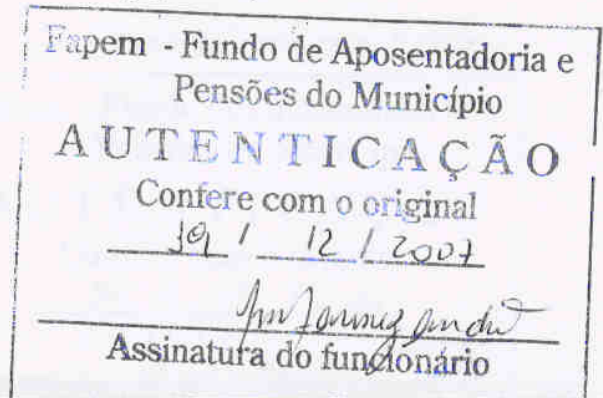 Fapem - Fundo de Aposentadoria e
Pensões do Município
AUTENTICAÇÃO
Confere com o original
19 / 12 / 2007
Assinatura do funcionário